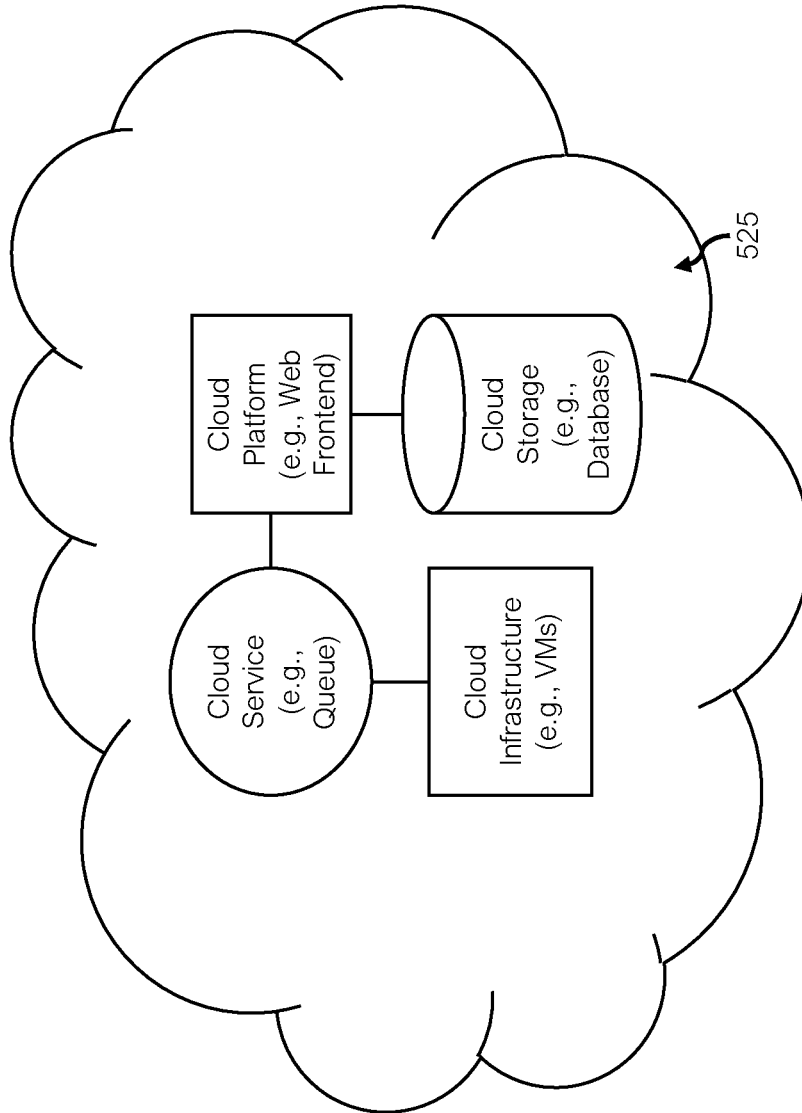 Cloud
Service
(e.g.,
Queue)
Cloud
Platform
(e.g., Web
Frontend)
Cloud
Infrastructure
(e.g., VMs)
Cloud
Storage
(e.g.,
Database)
525